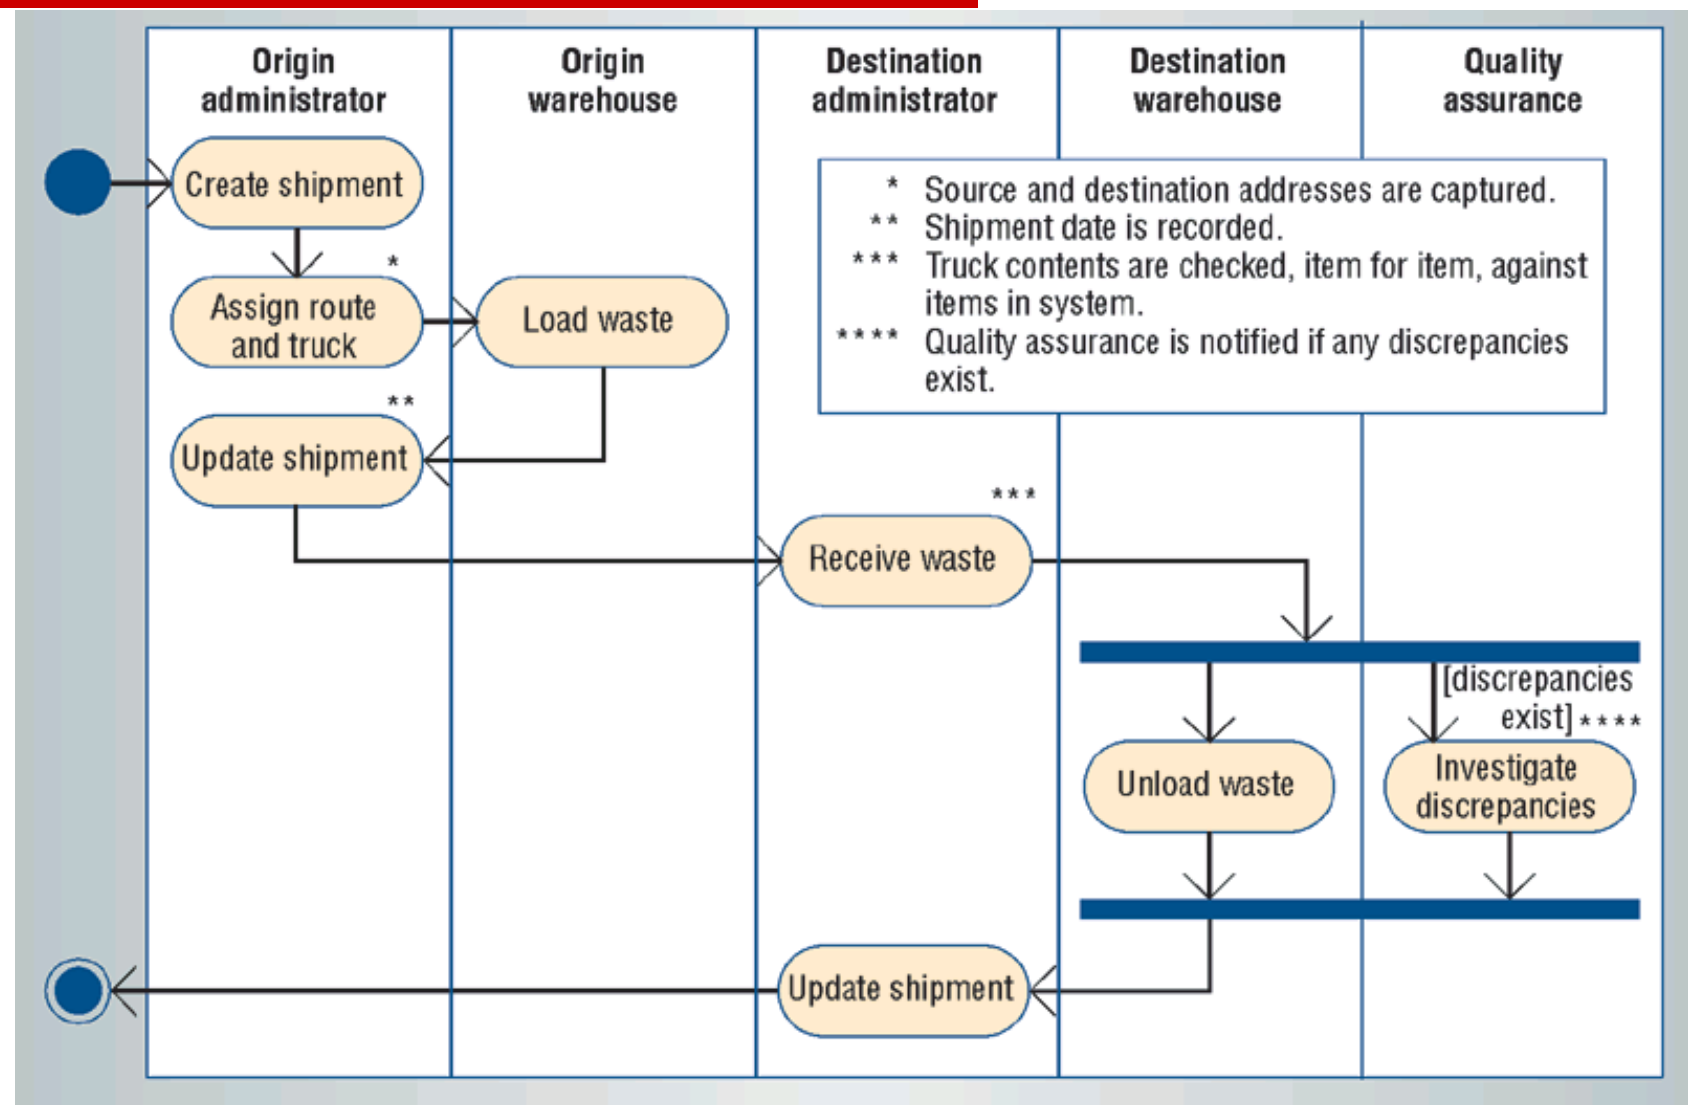 Origin
administrator
Origin
warehouse
Destination
administrator
Destination
warehouse
Quality
assurance
Create shipment
* Source and destination addresses are captured.
** Shipment date is recorded.
*** Truck contents are checked, item for item, against
items in system.
**** Quality assurance is notified if any discrepancies
exist.
*
Assign route
and truck
Load waste
**
Update shipment
***
Receive waste
[discrepancies
exist] ****
Unload waste
Investigate
discrepancies
Update shipment